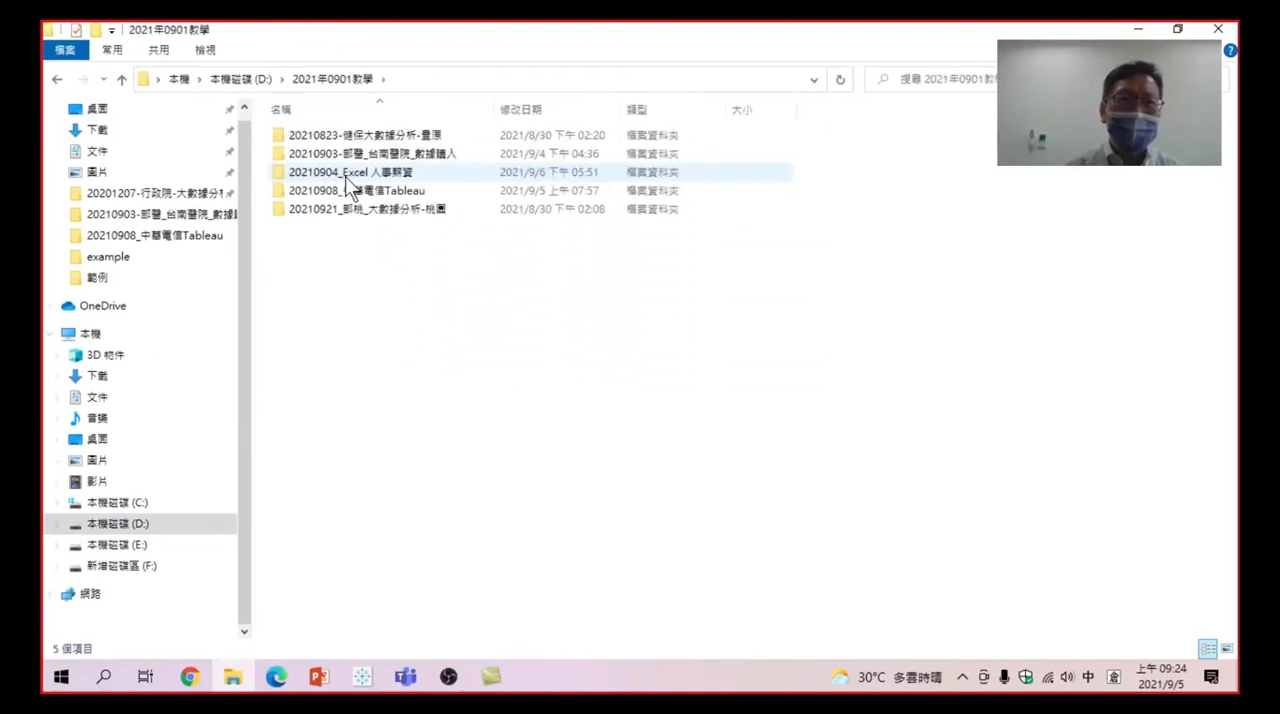 2021年0901教學
檔案 常用 共用 檢視
本機 本機磁碟 (D:) 2021年0901教學
搜尋 2021年0901教
名稱 修改日期 類型 大小
20210823-健保大數據分析-豐原 2021/8/30 下午 02:20 檔案資料夾
20210903-部醫_台南醫院_數據購入 2021/9/4 下午 04:36 檔案資料夾
20210904_Excel 人事薪資 2021/9/6 下午 05:51 檔案資料夾
20210908_中華電信Tableau 2021/9/5 上午 07:57 檔案資料夾
20210921_部桃_大數據分析-桃園 2021/8/30 下午 02:08 檔案資料夾
桌面
下載
文件
圖片
20201207-行政院-大數據分析
20210903-部醫_台南醫院_數據
20210908_中華電信Tableau
example
範例
OneDrive
本機
3D 物件
下載
文件
音樂
桌面
圖片
影片
本機磁碟 (C:)
本機磁碟 (D:)
本機磁碟 (E:)
新增磁碟區 (F:)
網路
5 個項目
30°C 多雲時晴
中
倉
上午 09:24
2021/9/5